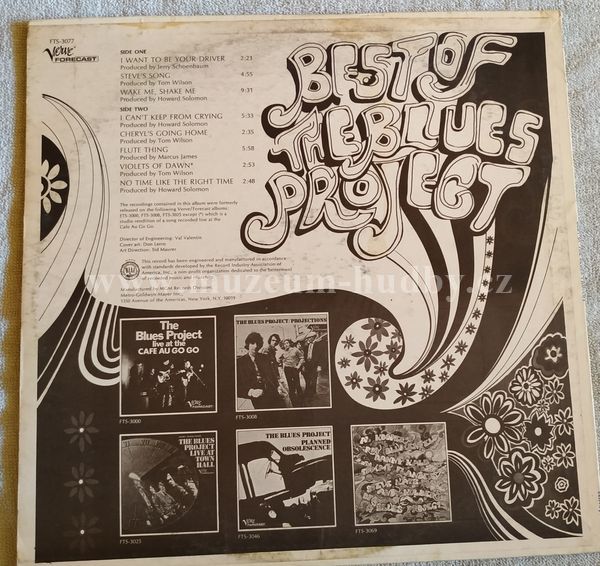 FTS-3077
Verve
FORECAST
SIDE ONE
I WANT TO BE YOUR DRIVER 2:23
Produced by Jerry Schoenbaum
STEVE'S SONG 4:55
Produced by Tom Wilson
WAKE ME, SHAKE ME 9:31
Produced by Howard Solomon
SIDE TWO
I CAN'T KEEP FROM CRYING 5:33
Produced by Howard Solomon
CHERYL'S GOING HOME 2:35
Produced by Tom Wilson
FLUTE THING 5:58
Produced by Marcus James
VIOLETS OF DAWN* 2:53
Produced by Tom Wilson
NO TIME LIKE THE RIGHT TIME 2:48
Produced by Howard Solomon
The recordings contained in this album were formerly
released on the following Verve/Forecast albums:
FTS-3000, FTS-3008, FTS-3025 except (*) which is a
studio rendition of a song recorded live at the
Cafe Au Go Go.
Director of Engineering: Val Valentin
Cover art: Don
Art Direction: Sid Maurer
This record has been engineered and manufactured in accordance
with standards developed by the Record Industry Association of
America, Inc., a non-profit organization dedicated to the betterment
of recorded music and
Manufactured by MGM Records Division
Metro-Goldwyn-Mayer Inc.
1350 Avenue of the Americas, New York, N.Y. 10019
BEST OF
THE BLUES
PROJECT
www.muzeum-hudby.cz
The
Blues Project
live at the
CAFE AU GO GO
Verve
FORECAST
FTS-3000
THE BLUES PROJECT: PROJECTIONS
FTS-3008
THE BLUES
PROJECT
LIVE AT
TOWN
HALL
FTS-3025
THE BLUES PROJECT
PLANNED
OBSOLESCENCE
Verve
FORECAST
FTS-3046
FTS-3069